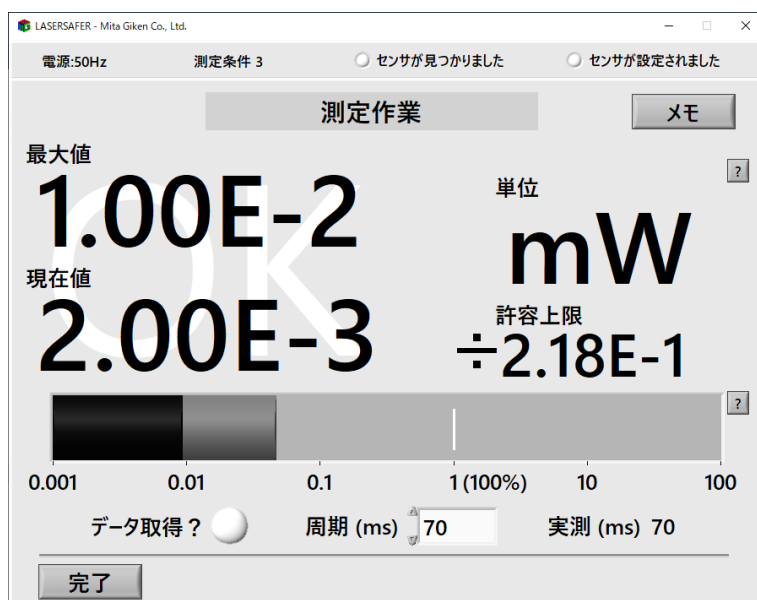 LASERSAFER - Mita Giken Co., Ltd.
電源:50Hz 測定条件 3 センサが見つかりました センサが設定されました
測定作業 メモ
最大値
1.00E-2
?
単位
mW
OK
現在値
2.00E-3
許容上限
÷2.18E-1
?
0.001 0.01 0.1 1 (100%) 10 100
データ取得？ 周期 (ms) 70 実測 (ms) 70
完了